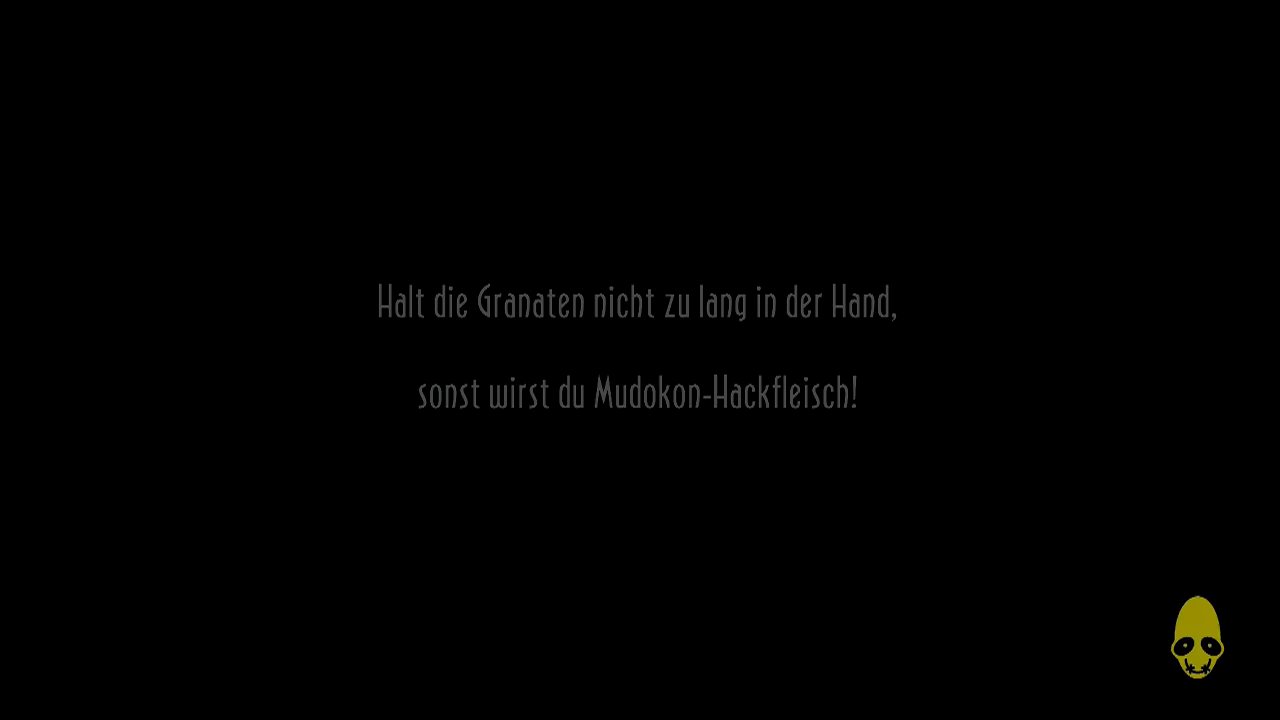 Halt die Granaten nicht zu lang in der Hand,
sonst wirst du Mudokon-Hackfleisch!